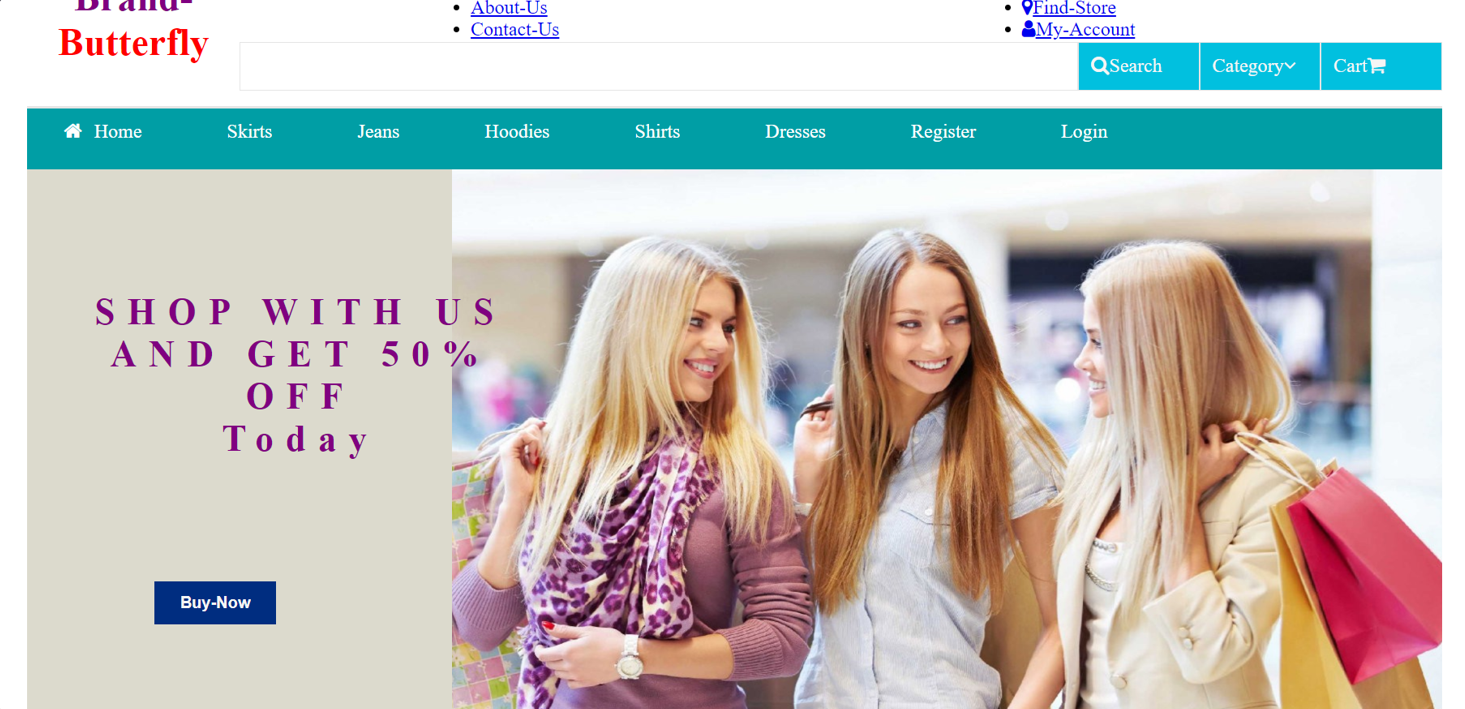 Brand-
Butterfly
About-Us
Contact-Us
Find-Store
My-Account
Search
Category
Cart
Home Skirts Jeans Hoodies Shirts Dresses Register Login
SHOP WITH US
AND GET 50%
OFF
Today
Buy-Now